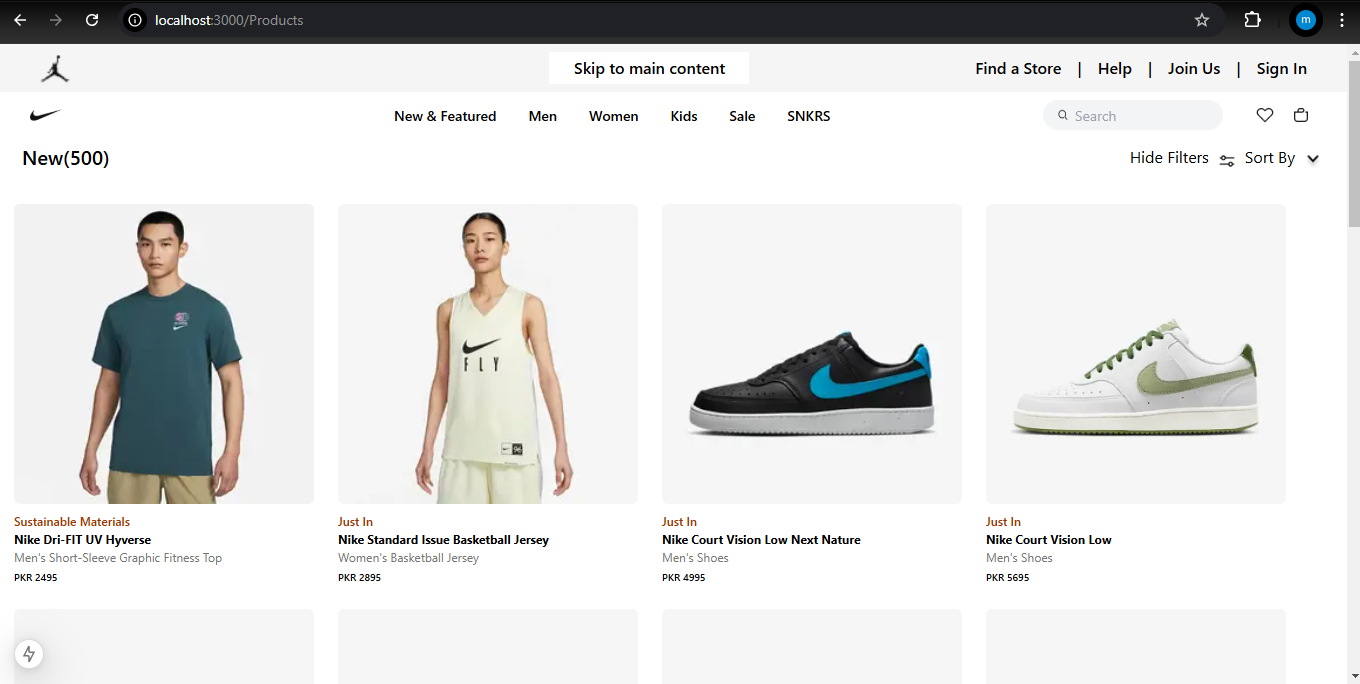 localhost:3000/Products
m
Skip to main content
Find a Store | Help | Join Us | Sign In
New & Featured Men Women Kids Sale SNKRS
Search
New(500)
Hide Filters Sort By
FLY
96
Sustainable Materials
Nike Dri-FIT UV Hyverse
Men's Short-Sleeve Graphic Fitness Top
PKR 2495
Just In
Nike Standard Issue Basketball Jersey
Women's Basketball Jersey
PKR 2895
Just In
Nike Court Vision Low Next Nature
Men's Shoes
PKR 4995
Just In
Nike Court Vision Low
Men's Shoes
PKR 5695